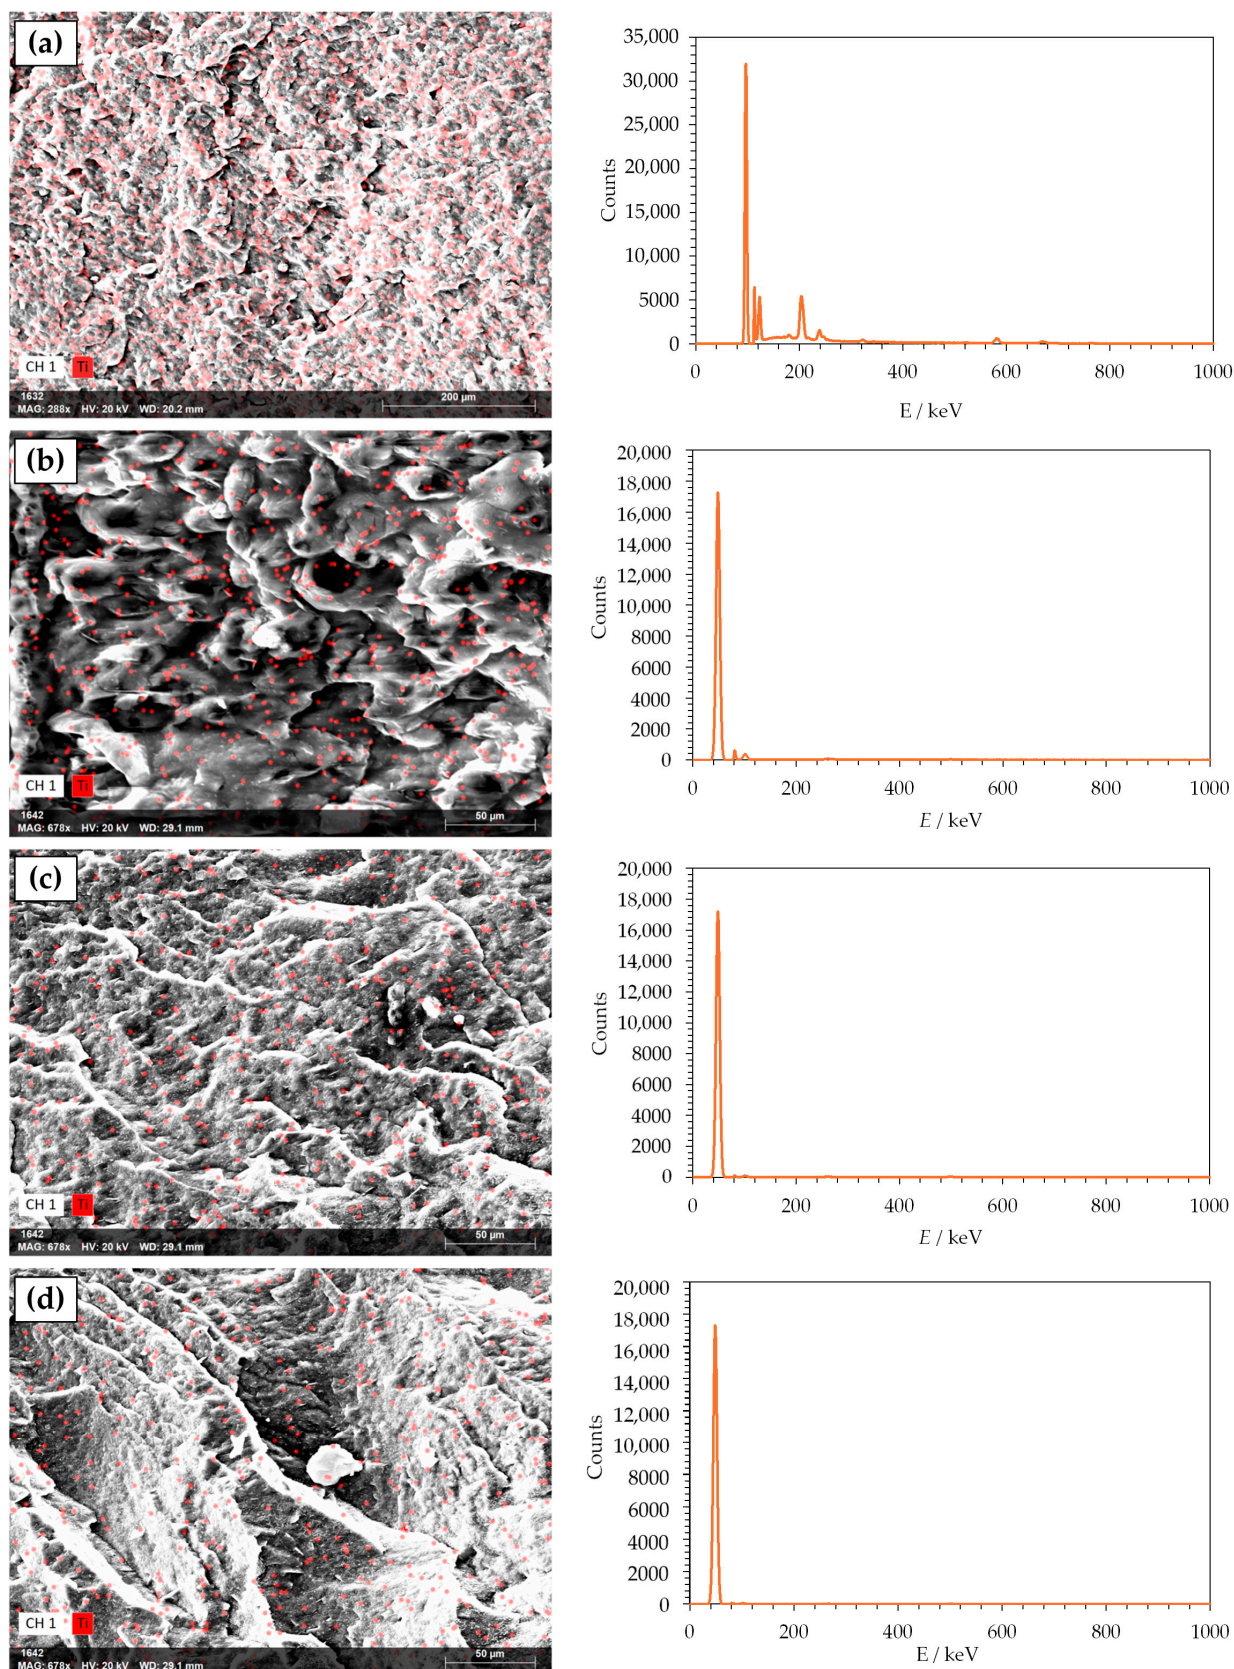 (a)
CH 1 Ti
1632
MAG: 288x HV: 20 kV WD: 20.2 mm
200 µm
35,000
30,000
25,000
20,000
15,000
10,000
5000
0
Counts
0 200 400 600 800 1000
E / keV
(b)
CH 1 Ti
1642
MAG: 678x HV: 20 kV WD: 29.1 mm
50 µm
20,000
18,000
16,000
14,000
12,000
10,000
8000
6000
4000
2000
0
Counts
0 200 400 600 800 1000
E / keV
(c)
CH 1 Ti
1642
MAG: 678x HV: 20 kV WD: 29.1 mm
50 µm
20,000
18,000
16,000
14,000
12,000
10,000
8000
6000
4000
2000
0
Counts
0 200 400 600 800 1000
E / keV
(d)
CH 1 Ti
1642
MAG: 678x HV: 20 kV WD: 29.1 mm
50 µm
20,000
18,000
16,000
14,000
12,000
10,000
8000
6000
4000
2000
0
Counts
0 200 400 600 800 1000
E / keV